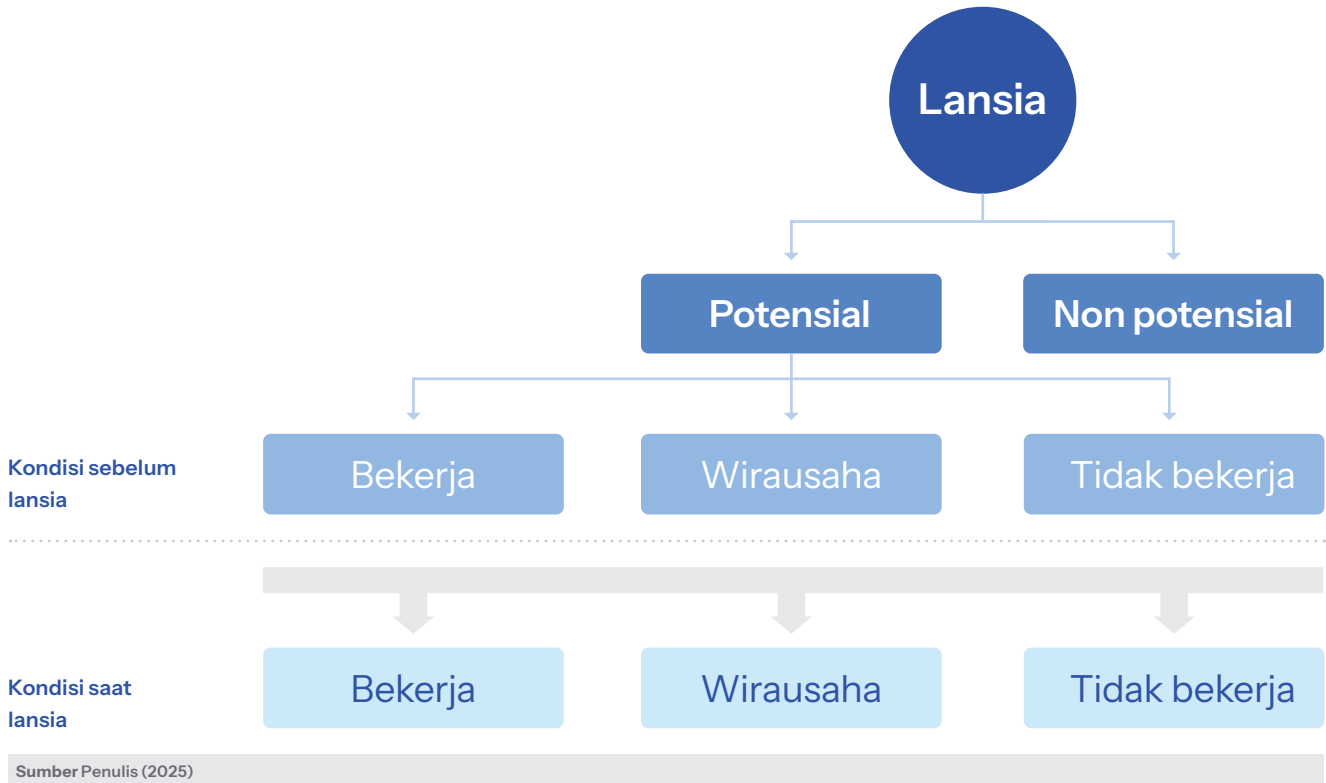 Lansia
Potensial
Non potensial
Kondisi sebelum
lansia
Bekerja
Wirausaha
Tidak bekerja
Kondisi saat
lansia
Bekerja
Wirausaha
Tidak bekerja
Sumber Penulis (2025)